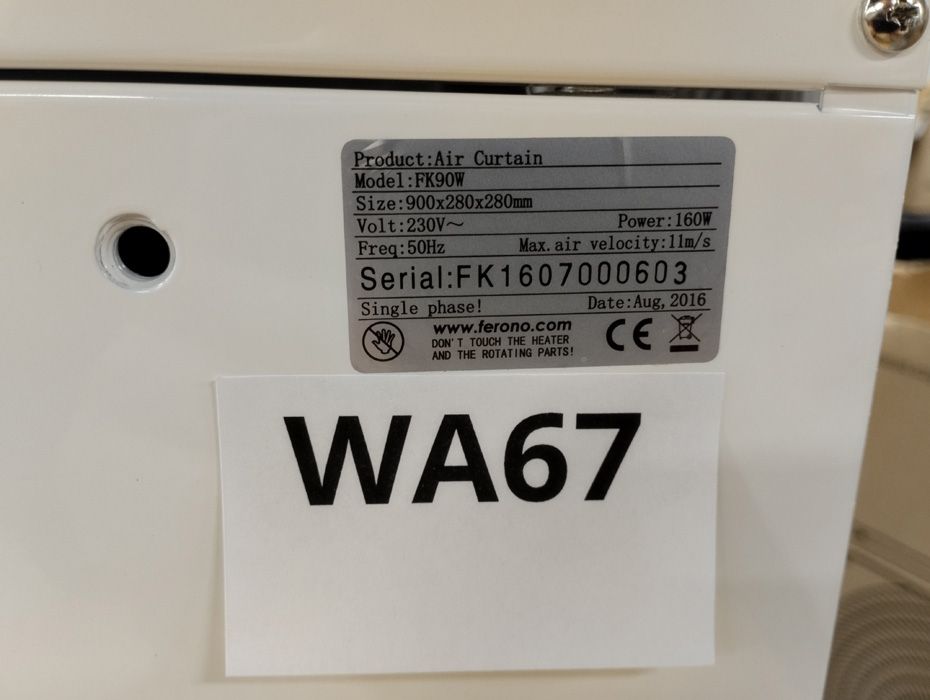 Product:Air Curtain
Model:FK90W
Size:900x280x280mm
Volt:230V～ Power:160W
Freq:50Hz Max.air velocity:11m/s
Serial:FK1607000603
Single phase! Date:Aug,2016
www.ferono.com
DON'T TOUCH THE HEATER
AND THE ROTATING PARTS!
CE
WA67